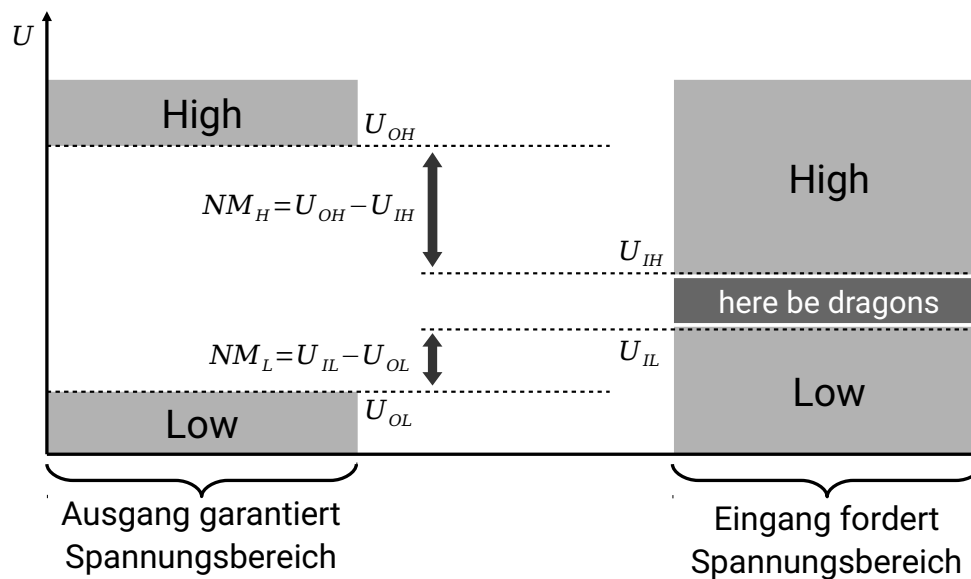 U
High
U_OH
NM_H=U_OH−U_IH
High
U_IH
here be dragons
NM_L=U_IL−U_OL
U_IL
Low
U_OL
Low
Ausgang garantiert
Spannungsbereich
Eingang fordert
Spannungsbereich